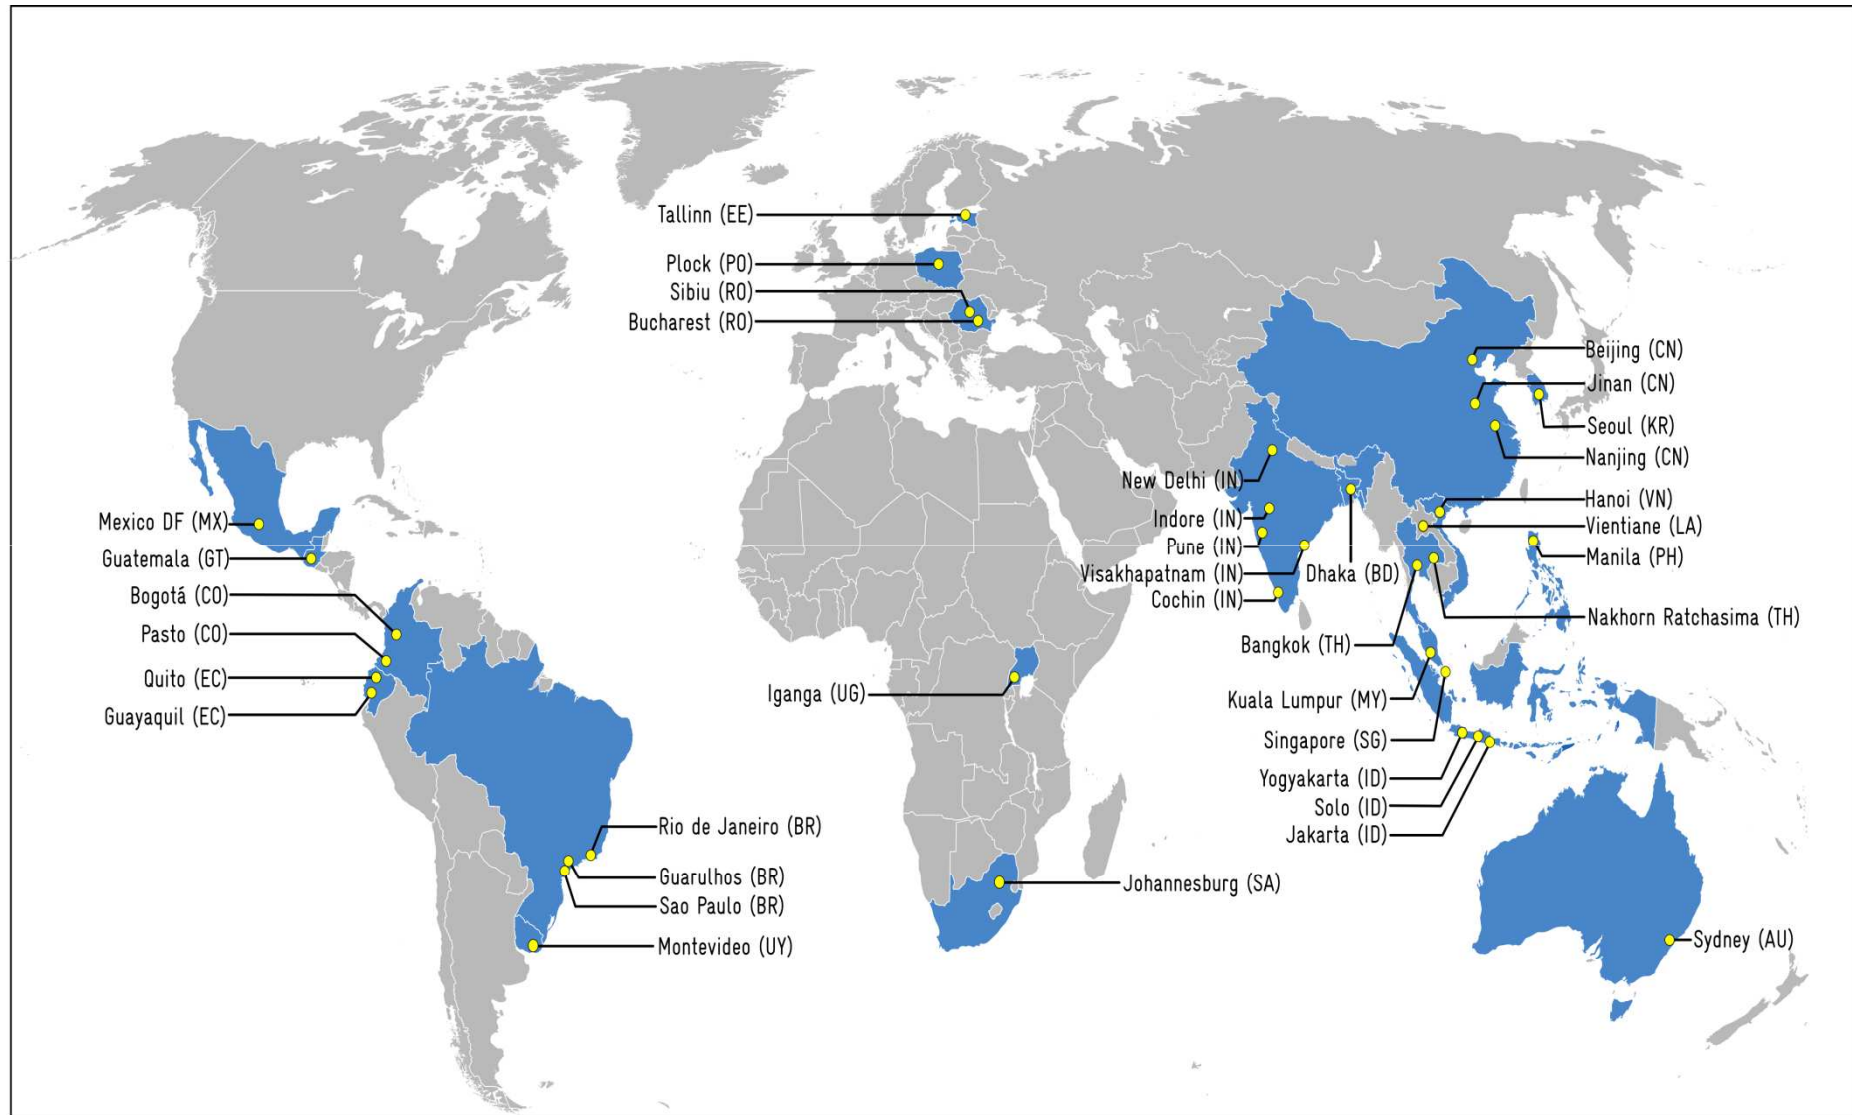 Tallinn (EE)
Plock (PO)
Sibiu (RO)
Bucharest (RO)
Beijing (CN)
Jinan (CN)
Seoul (KR)
Nanjing (CN)
New Delhi (IN)
Indore (IN)
Pune (IN)
Visakhapatnam (IN)
Cochin (IN)
Dhaka (BD)
Hanoi (VN)
Vientiane (LA)
Manila (PH)
Nakhorn Ratchasima (TH)
Bangkok (TH)
Kuala Lumpur (MY)
Singapore (SG)
Yogyakarta (ID)
Solo (ID)
Jakarta (ID)
Mexico DF (MX)
Guatemala (GT)
Bogotá (CO)
Pasto (CO)
Quito (EC)
Guayaquil (EC)
Iganga (UG)
Rio de Janeiro (BR)
Guarulhos (BR)
Sao Paulo (BR)
Montevideo (UY)
Johannesburg (SA)
Sydney (AU)